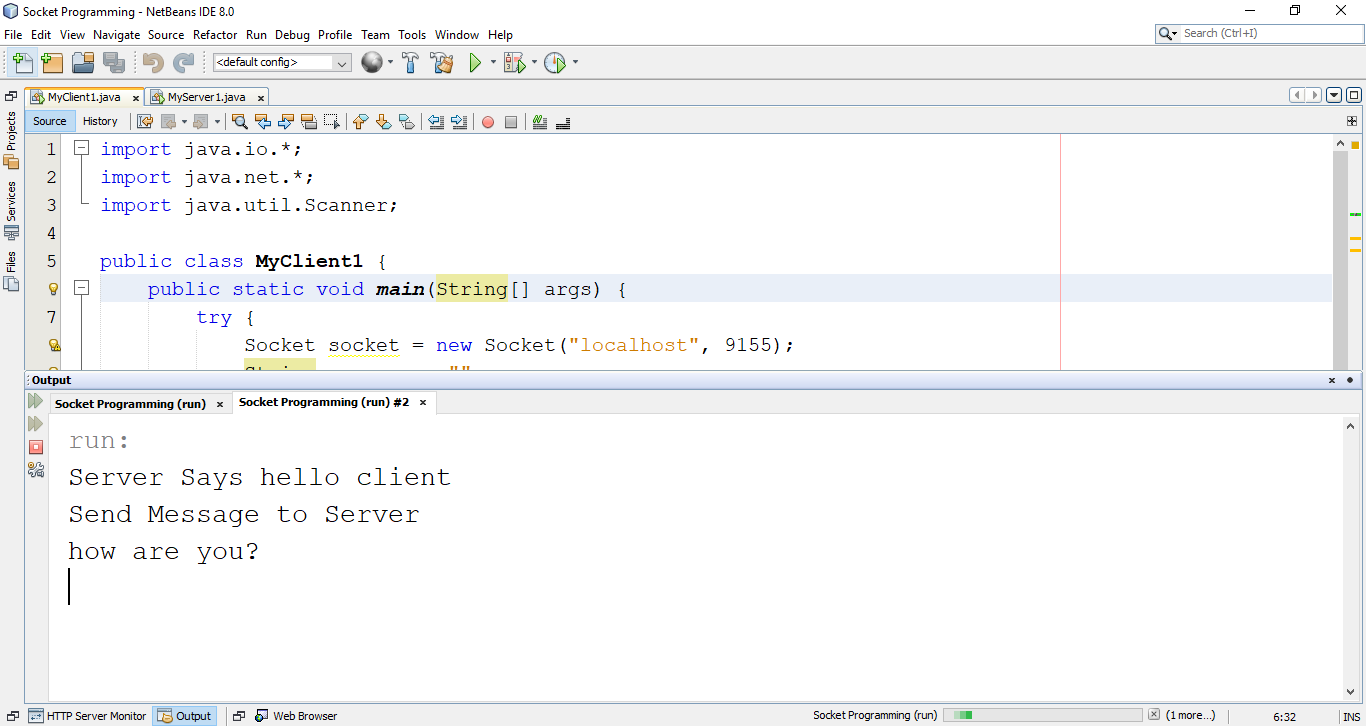 Socket Programming - NetBeans IDE 8.0
File Edit View Navigate Source Refactor Run Debug Profile Team Tools Window Help
Search (Ctrl+I)
<default config>
MyClient1.java MyServer1.java
Source History
Projects
Services
Files
1 import java.io.*;
2 import java.net.*;
3 import java.util.Scanner;
4
5 public class MyClient1 {
public static void main(String[] args) {
7 try {
Socket socket = new Socket("localhost", 9155);
Output
Socket Programming (run) Socket Programming (run) #2
run:
Server Says hello client
Send Message to Server
how are you?
HTTP Server Monitor Output Web Browser
Socket Programming (run) (1 more...) 6:32 INS